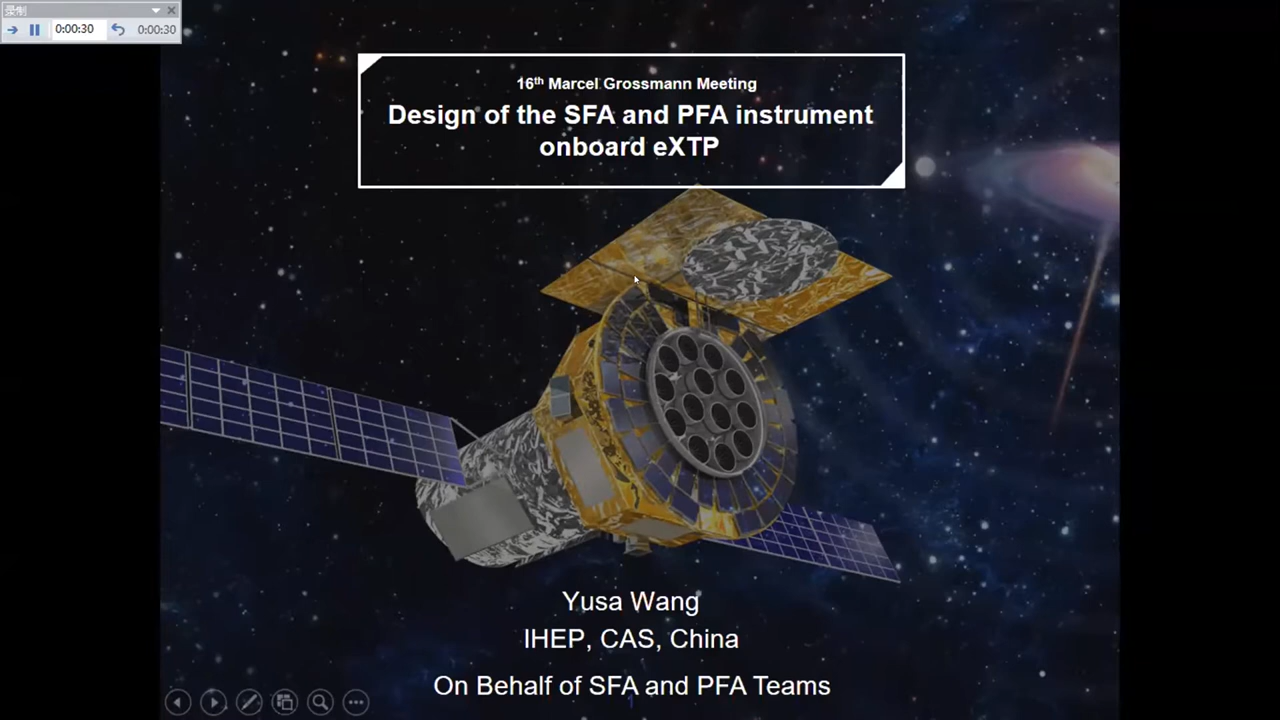 录制
0:00:30
0:00:30
16th Marcel Grossmann Meeting
Design of the SFA and PFA instrument
onboard eXTP
Yusa Wang
IHEP, CAS, China
On Behalf of SFA and PFA Teams
1